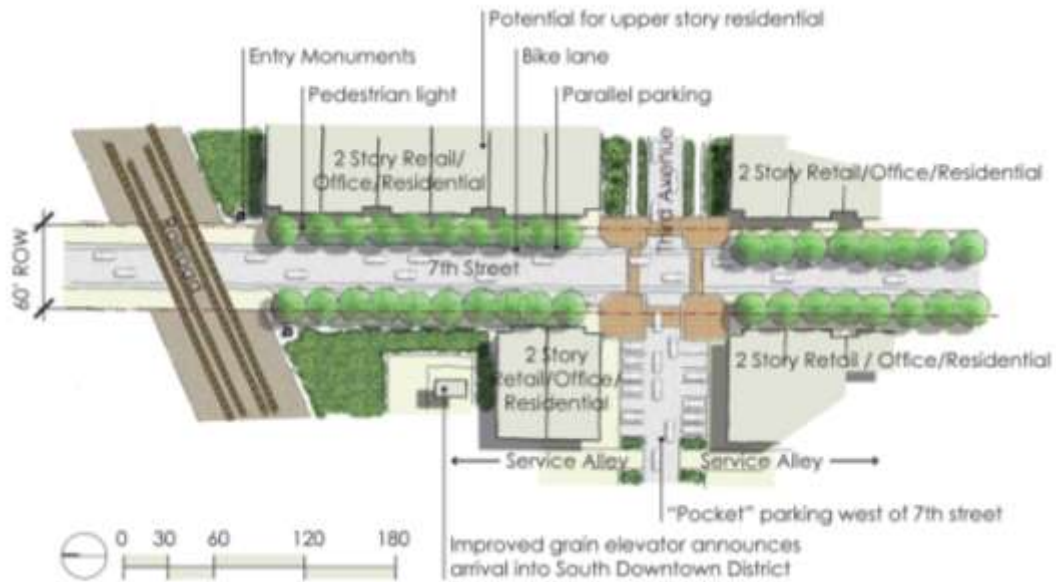 Potential for upper story residential
Entry Monuments
Bike lane
Pedestrian light
Parallel parking
2 Story Retail/
Office/Residential
Third Avenue
2 Story Retail/Office/Residential
60' ROW
7th Street
2 Story
Retail/Office/
Residential
2 Story Retail / Office/Residential
Service Alley
Service Alley
"Pocket" parking west of 7th street
0 30 60 120 180
Improved grain elevator announces
arrival into South Downtown District